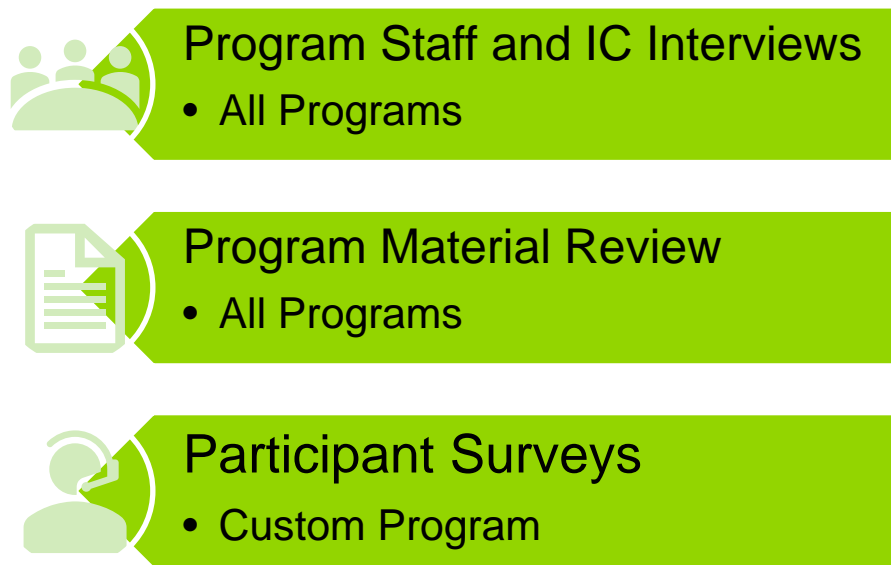 Program Staff and IC Interviews
• All Programs
Program Material Review
• All Programs
Participant Surveys
• Custom Program